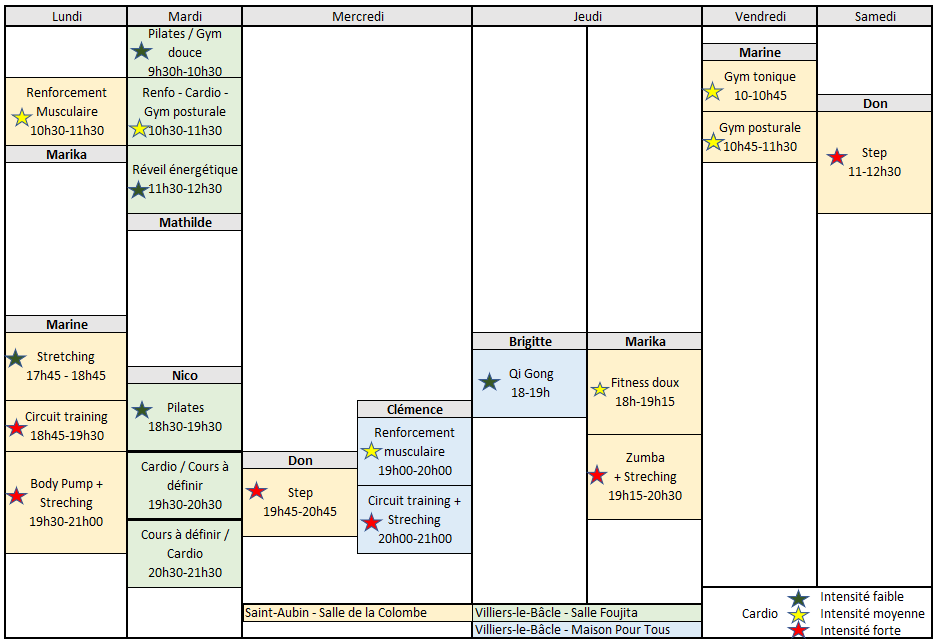 Lundi
Mardi
Mercredi
Jeudi
Vendredi
Samedi
Renforcement
Musculaire
10h30-11h30
Marika
Marine
Stretching
17h45 - 18h45
Circuit training
18h45-19h30
Body Pump +
Streching
19h30-21h00
Pilates / Gym
douce
9h30h-10h30
Renfo - Cardio -
Gym posturale
10h30-11h30
Réveil énergétique
11h30-12h30
Mathilde
Nico
Pilates
18h30-19h30
Cardio / Cours à
définir
19h30-20h30
Cours à définir /
Cardio
20h30-21h30
Don
Step
19h45-20h45
Clémence
Renforcement
musculaire
19h00-20h00
Circuit training +
Streching
20h00-21h00
Brigitte
Qi Gong
18-19h
Marika
Fitness doux
18h-19h15
Zumba
+ Streching
19h15-20h30
Marine
Gym tonique
10-10h45
Gym posturale
10h45-11h30
Don
Step
11-12h30
Saint-Aubin - Salle de la Colombe
Villiers-le-Bâcle - Salle Foujita
Villiers-le-Bâcle - Maison Pour Tous
Cardio
Intensité faible
Intensité moyenne
Intensité forte